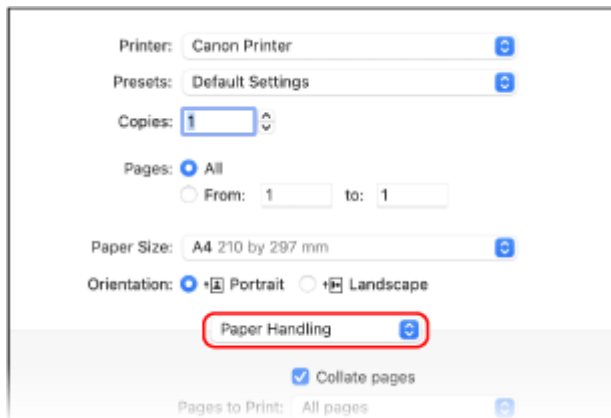 Printer: Canon Printer
Presets: Default Settings
Copies: 1
Pages: All
From: 1 to: 1
Paper Size: A4 210 by 297 mm
Orientation: Portrait Landscape
Paper Handling
Collate pages
Pages to Print: All pages